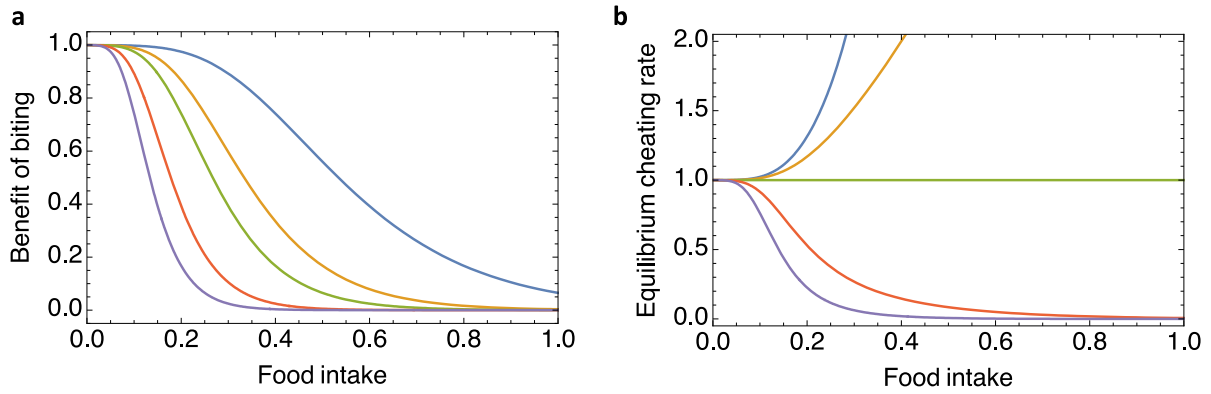 a
Benefit of biting
1.0
0.8
0.6
0.4
0.2
0.0
0.0 0.2 0.4 0.6 0.8 1.0
Food intake
b
Equilibrium cheating rate
2.0
1.5
1.0
0.5
0.0
0.0 0.2 0.4 0.6 0.8 1.0
Food intake